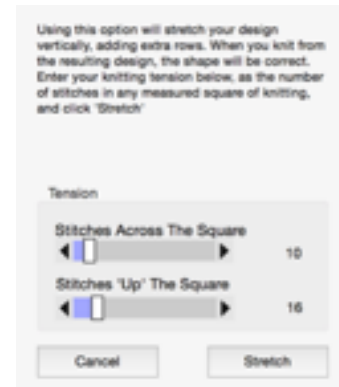 Using this option will stretch your design
vertically, adding extra rows. When you knit from
the resulting design, the shape will be correct.
Enter your knitting tension below, as the number
of stitches in any measured square of knitting,
and click 'Stretch'
Tension
Stitches Across The Square
10
Stitches 'Up' The Square
16
Cancel
Stretch